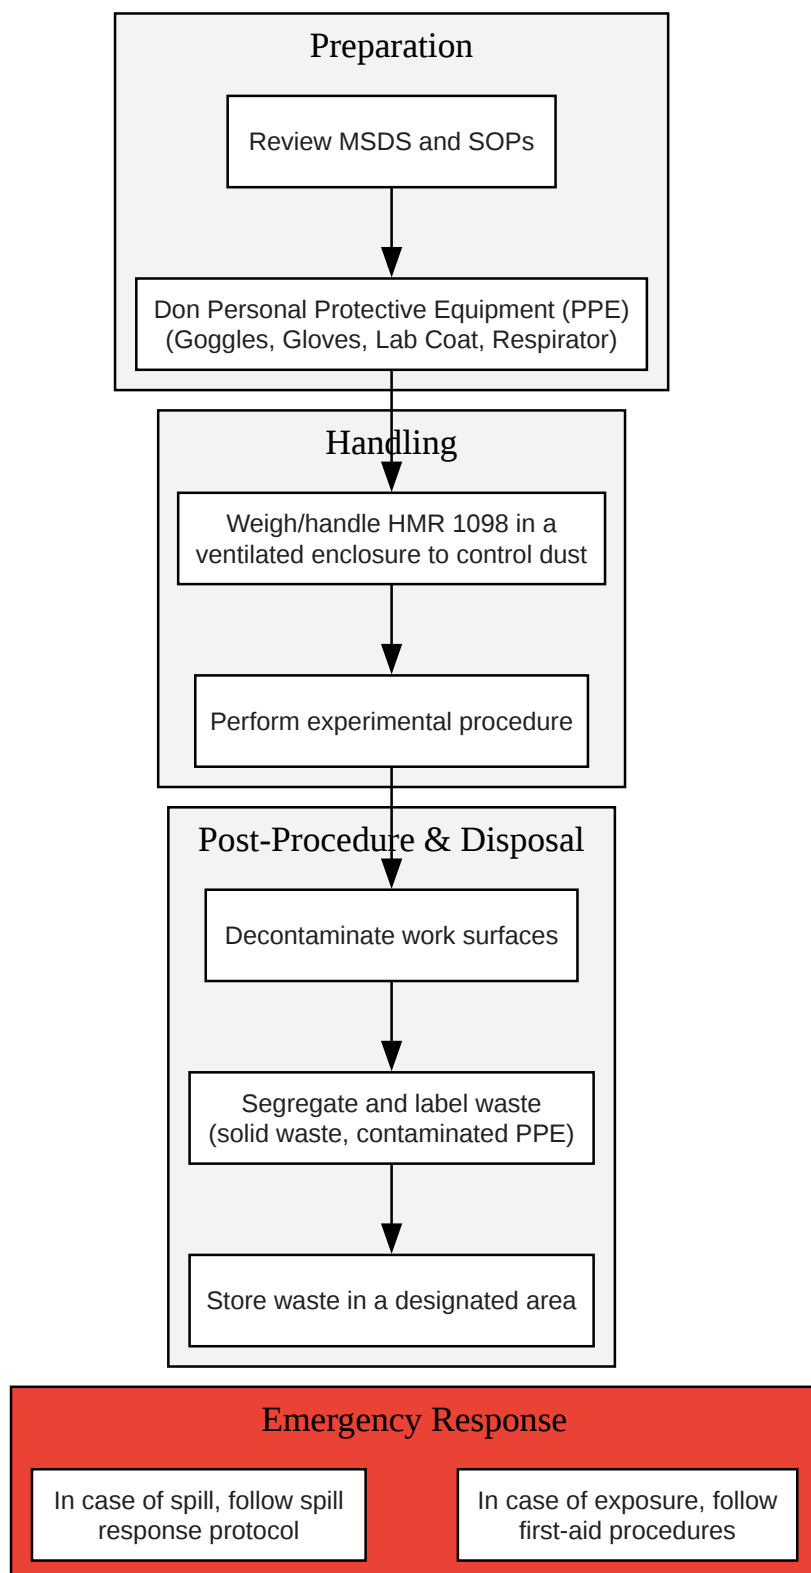 Preparation
Review MSDS and SOPs
Don Personal Protective Equipment (PPE)
(Goggles, Gloves, Lab Coat, Respirator)
Handling
Weigh/handle HMR 1098 in a
ventilated enclosure to control dust
Perform experimental procedure
Post-Procedure & Disposal
Decontaminate work surfaces
Segregate and label waste
(solid waste, contaminated PPE)
Store waste in a designated area
Emergency Response
In case of spill, follow spill
response protocol
In case of exposure, follow
first-aid procedures